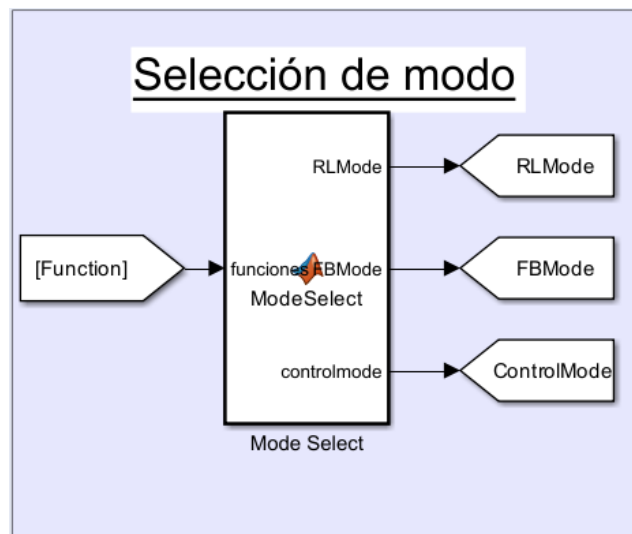 Selección de modo
RLMode
RLMode
[Function]
funciones
FBMode
FBMode
ModeSelect
controlmode
ControlMode
Mode Select